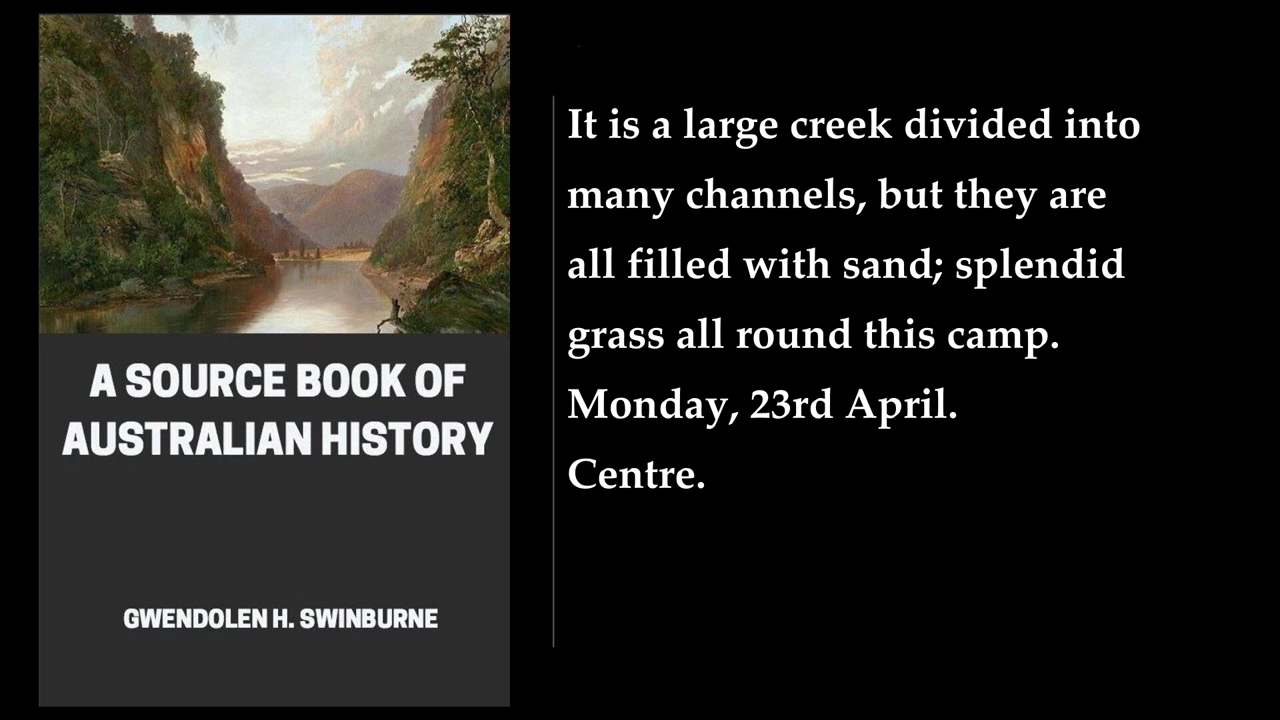 A SOURCE BOOK OF
AUSTRALIAN HISTORY
GWENDOLEN H. SWINBURNE
It is a large creek divided into
many channels, but they are
all filled with sand; splendid
grass all round this camp.
Monday, 23rd April.
Centre.